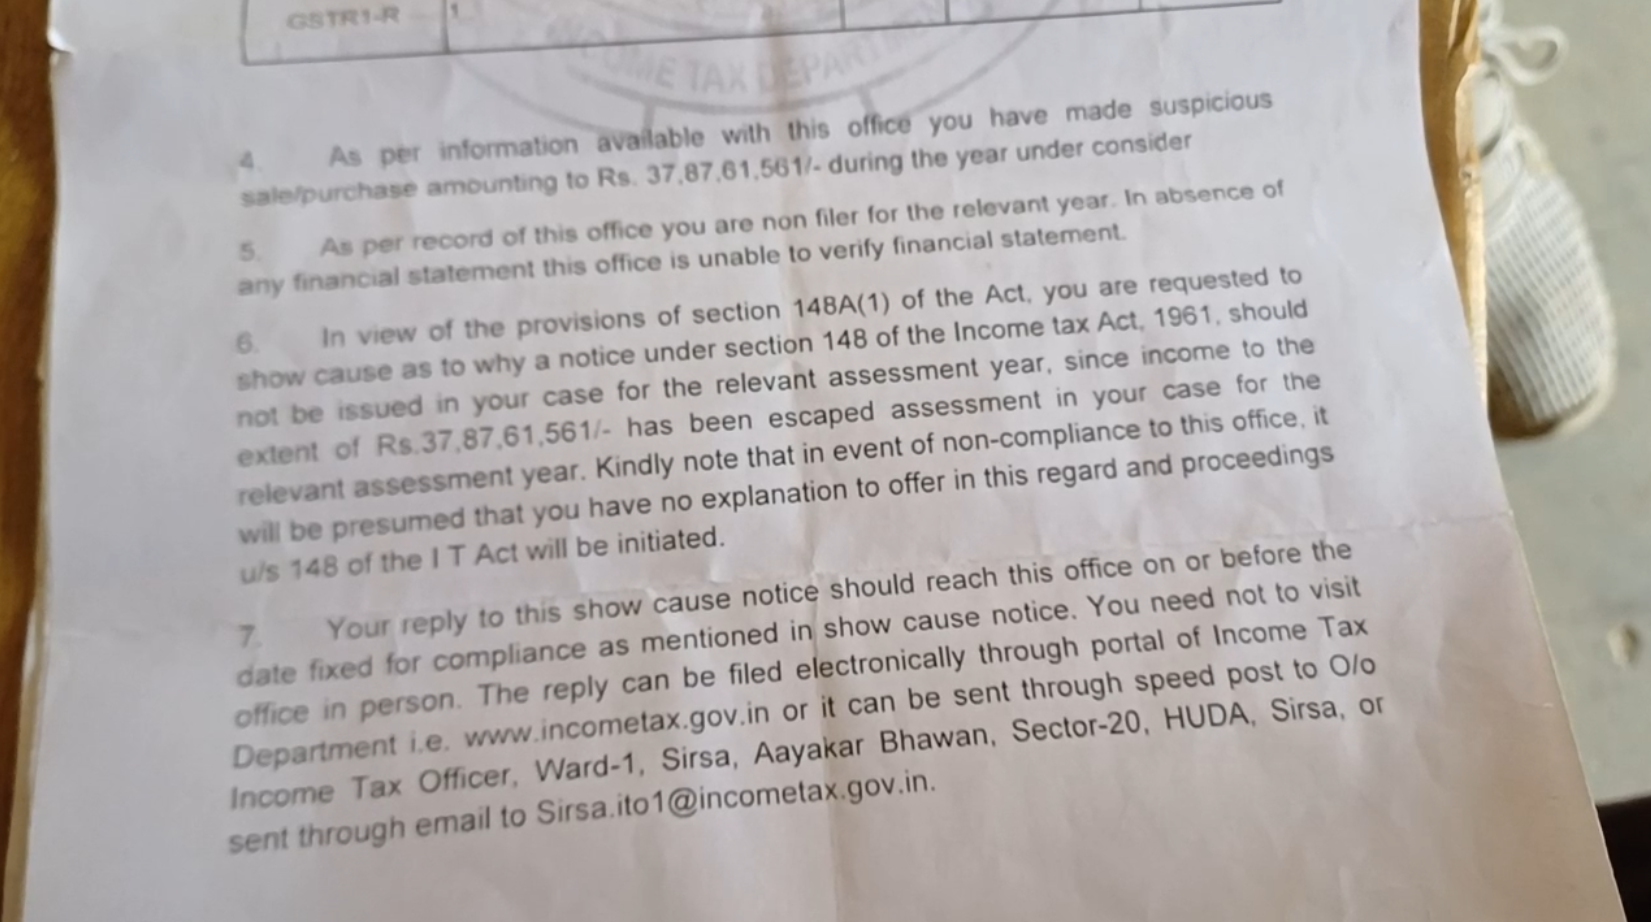 GSTR1-R 1
INCOME TAX DEPARTMENT
4. As per information available with this office you have made suspicious
sale/purchase amounting to Rs. 37,87,61,561/- during the year under consider
5. As per record of this office you are non filer for the relevant year. In absence of
any financial statement this office is unable to verify financial statement.
6. In view of the provisions of section 148A(1) of the Act, you are requested to
show cause as to why a notice under section 148 of the Income tax Act, 1961, should
not be issued in your case for the relevant assessment year, since income to the
extent of Rs.37,87,61,561/- has been escaped assessment in your case for the
relevant assessment year. Kindly note that in event of non-compliance to this office, it
will be presumed that you have no explanation to offer in this regard and proceedings
u/s 148 of the I T Act will be initiated.
7. Your reply to this show cause notice should reach this office on or before the
date fixed for compliance as mentioned in show cause notice. You need not to visit
office in person. The reply can be filed electronically through portal of Income Tax
Department i.e. www.incometax.gov.in or it can be sent through speed post to O/o
Income Tax Officer, Ward-1, Sirsa, Aayakar Bhawan, Sector-20, HUDA, Sirsa, or
sent through email to Sirsa.ito1@incometax.gov.in.